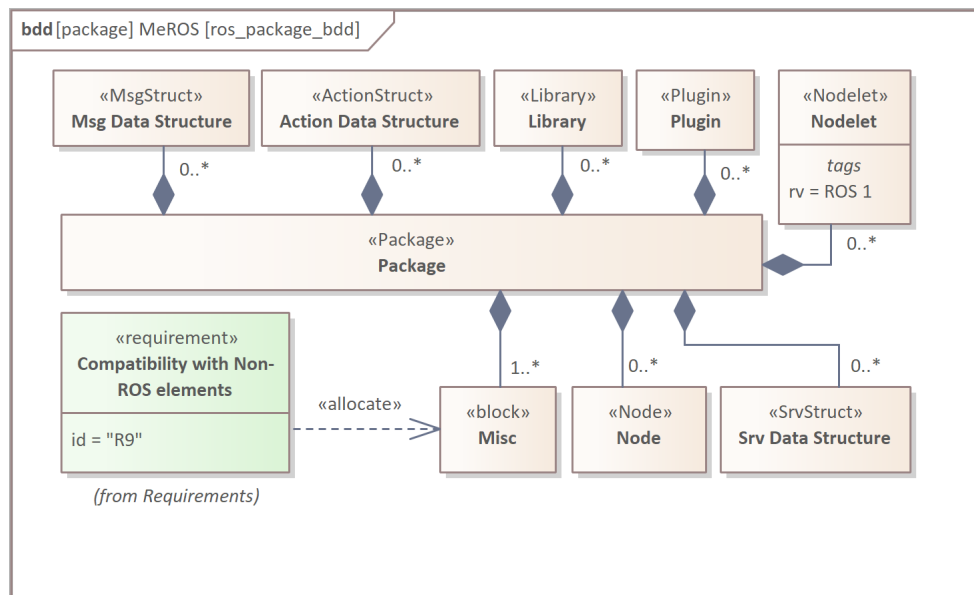 bdd [package] MeROS [ros_package_bdd]
«MsgStruct»
Msg Data Structure
«ActionStruct»
Action Data Structure
«Library»
Library
«Plugin»
Plugin
«Nodelet»
Nodelet
tags
rv = ROS 1
0..*
0..*
0..*
0..*
0..*
«Package»
Package
«requirement»
Compatibility with Non-
ROS elements
id = "R9"
(from Requirements)
«allocate»
1..*
0..*
0..*
«block»
Misc
«Node»
Node
«SrvStruct»
Srv Data Structure